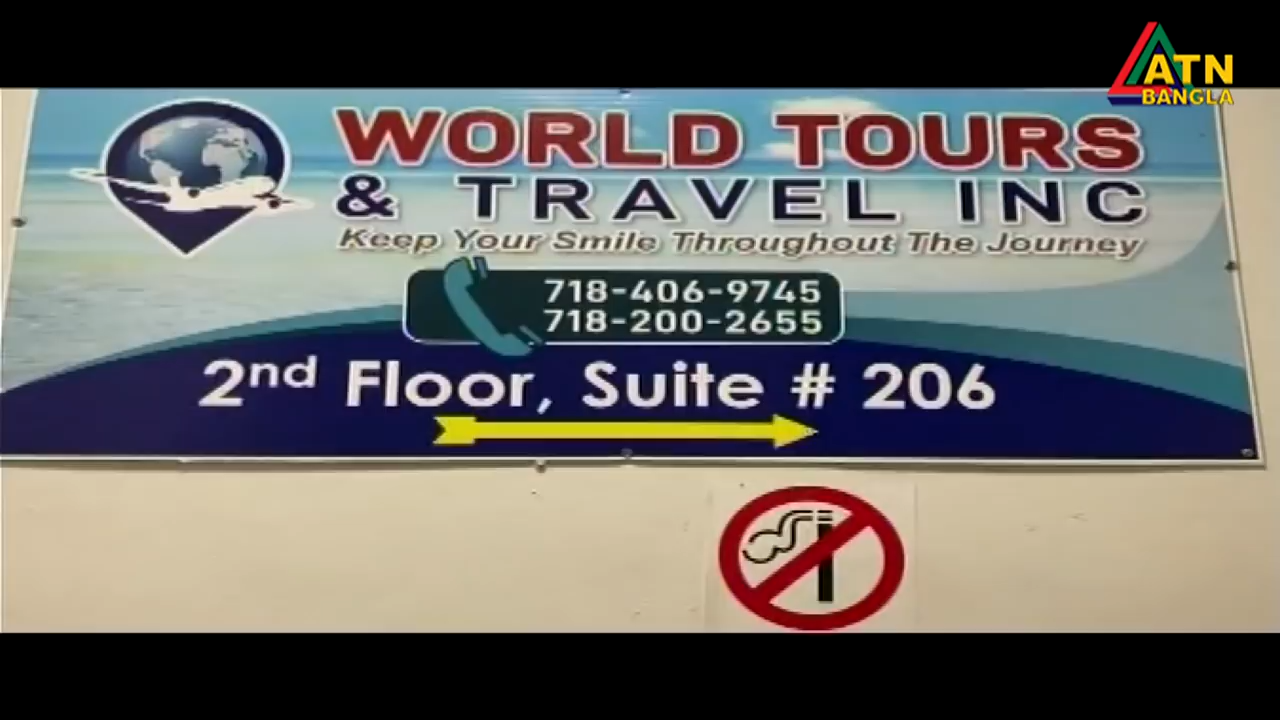 ATN
BANGLA
WORLD TOURS
& TRAVEL INC
Keep Your Smile Throughout The Journey
718-406-9745
718-200-2655
2nd Floor, Suite # 206